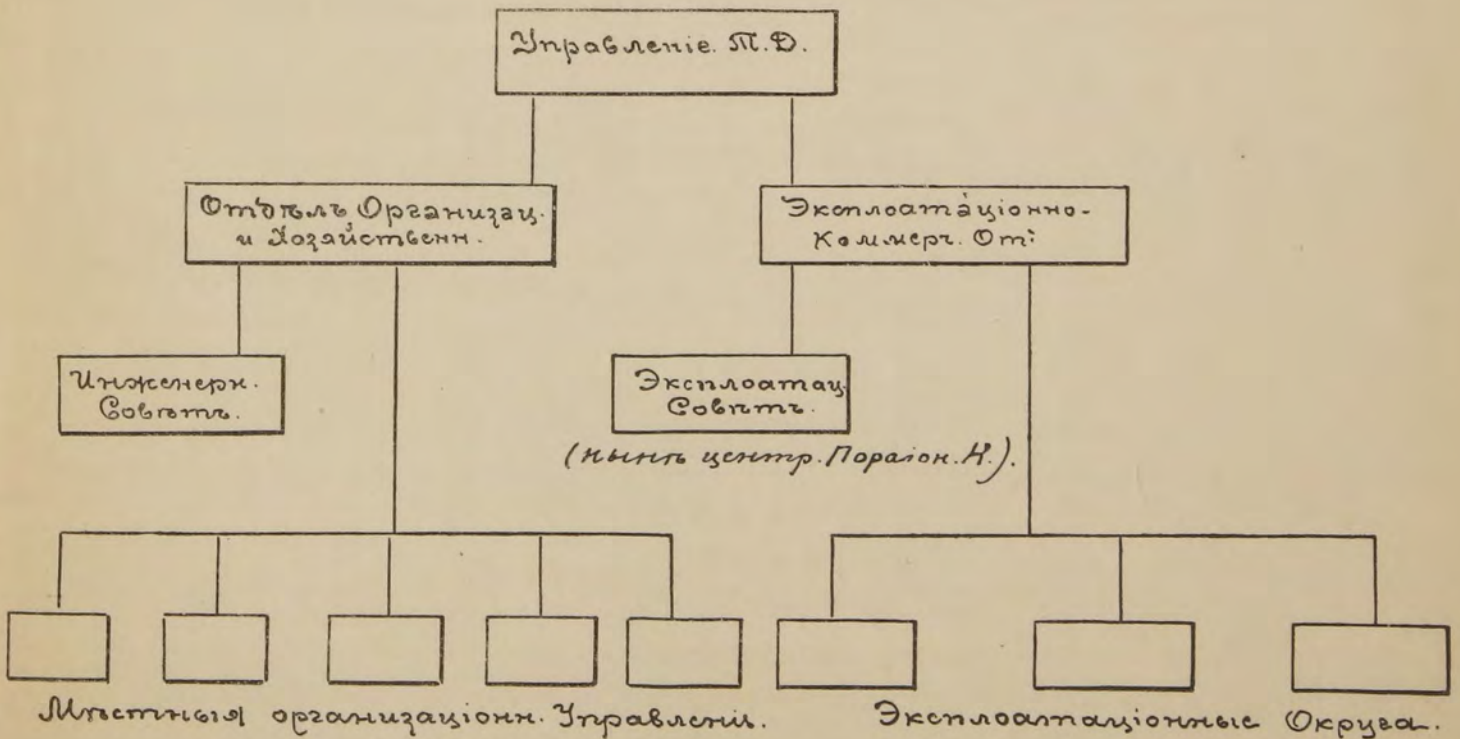 Управленіе. Т.Д.
Отдѣлъ Организац.
и Хозяйственн.
Эксплоатаціонно-
Коммерч. От:
Инженерн.
Совѣтъ.
Эксплоатац.
Совѣтъ.
(нынѣ центр. Пораіон. К.).
Мѣстныя организаціонн. Управленія.
Эксплоатаціонные Округа.